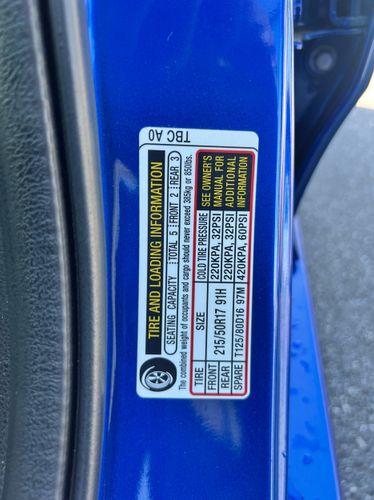 TBC A0
TIRE AND LOADING INFORMATION
SEATING CAPACITY TOTAL 5 FRONT 2 REAR 3
The combined weight of occupants and cargo should never exceed 385kg or 850lbs.
TIRE SIZE COLD TIRE PRESSURE
FRONT 215/50R17 91H 220KPA, 32PSI
REAR 220KPA, 32PSI
SPARE T125/80D16 97M 420KPA, 60PSI
SEE OWNER'S
MANUAL FOR
ADDITIONAL
INFORMATION